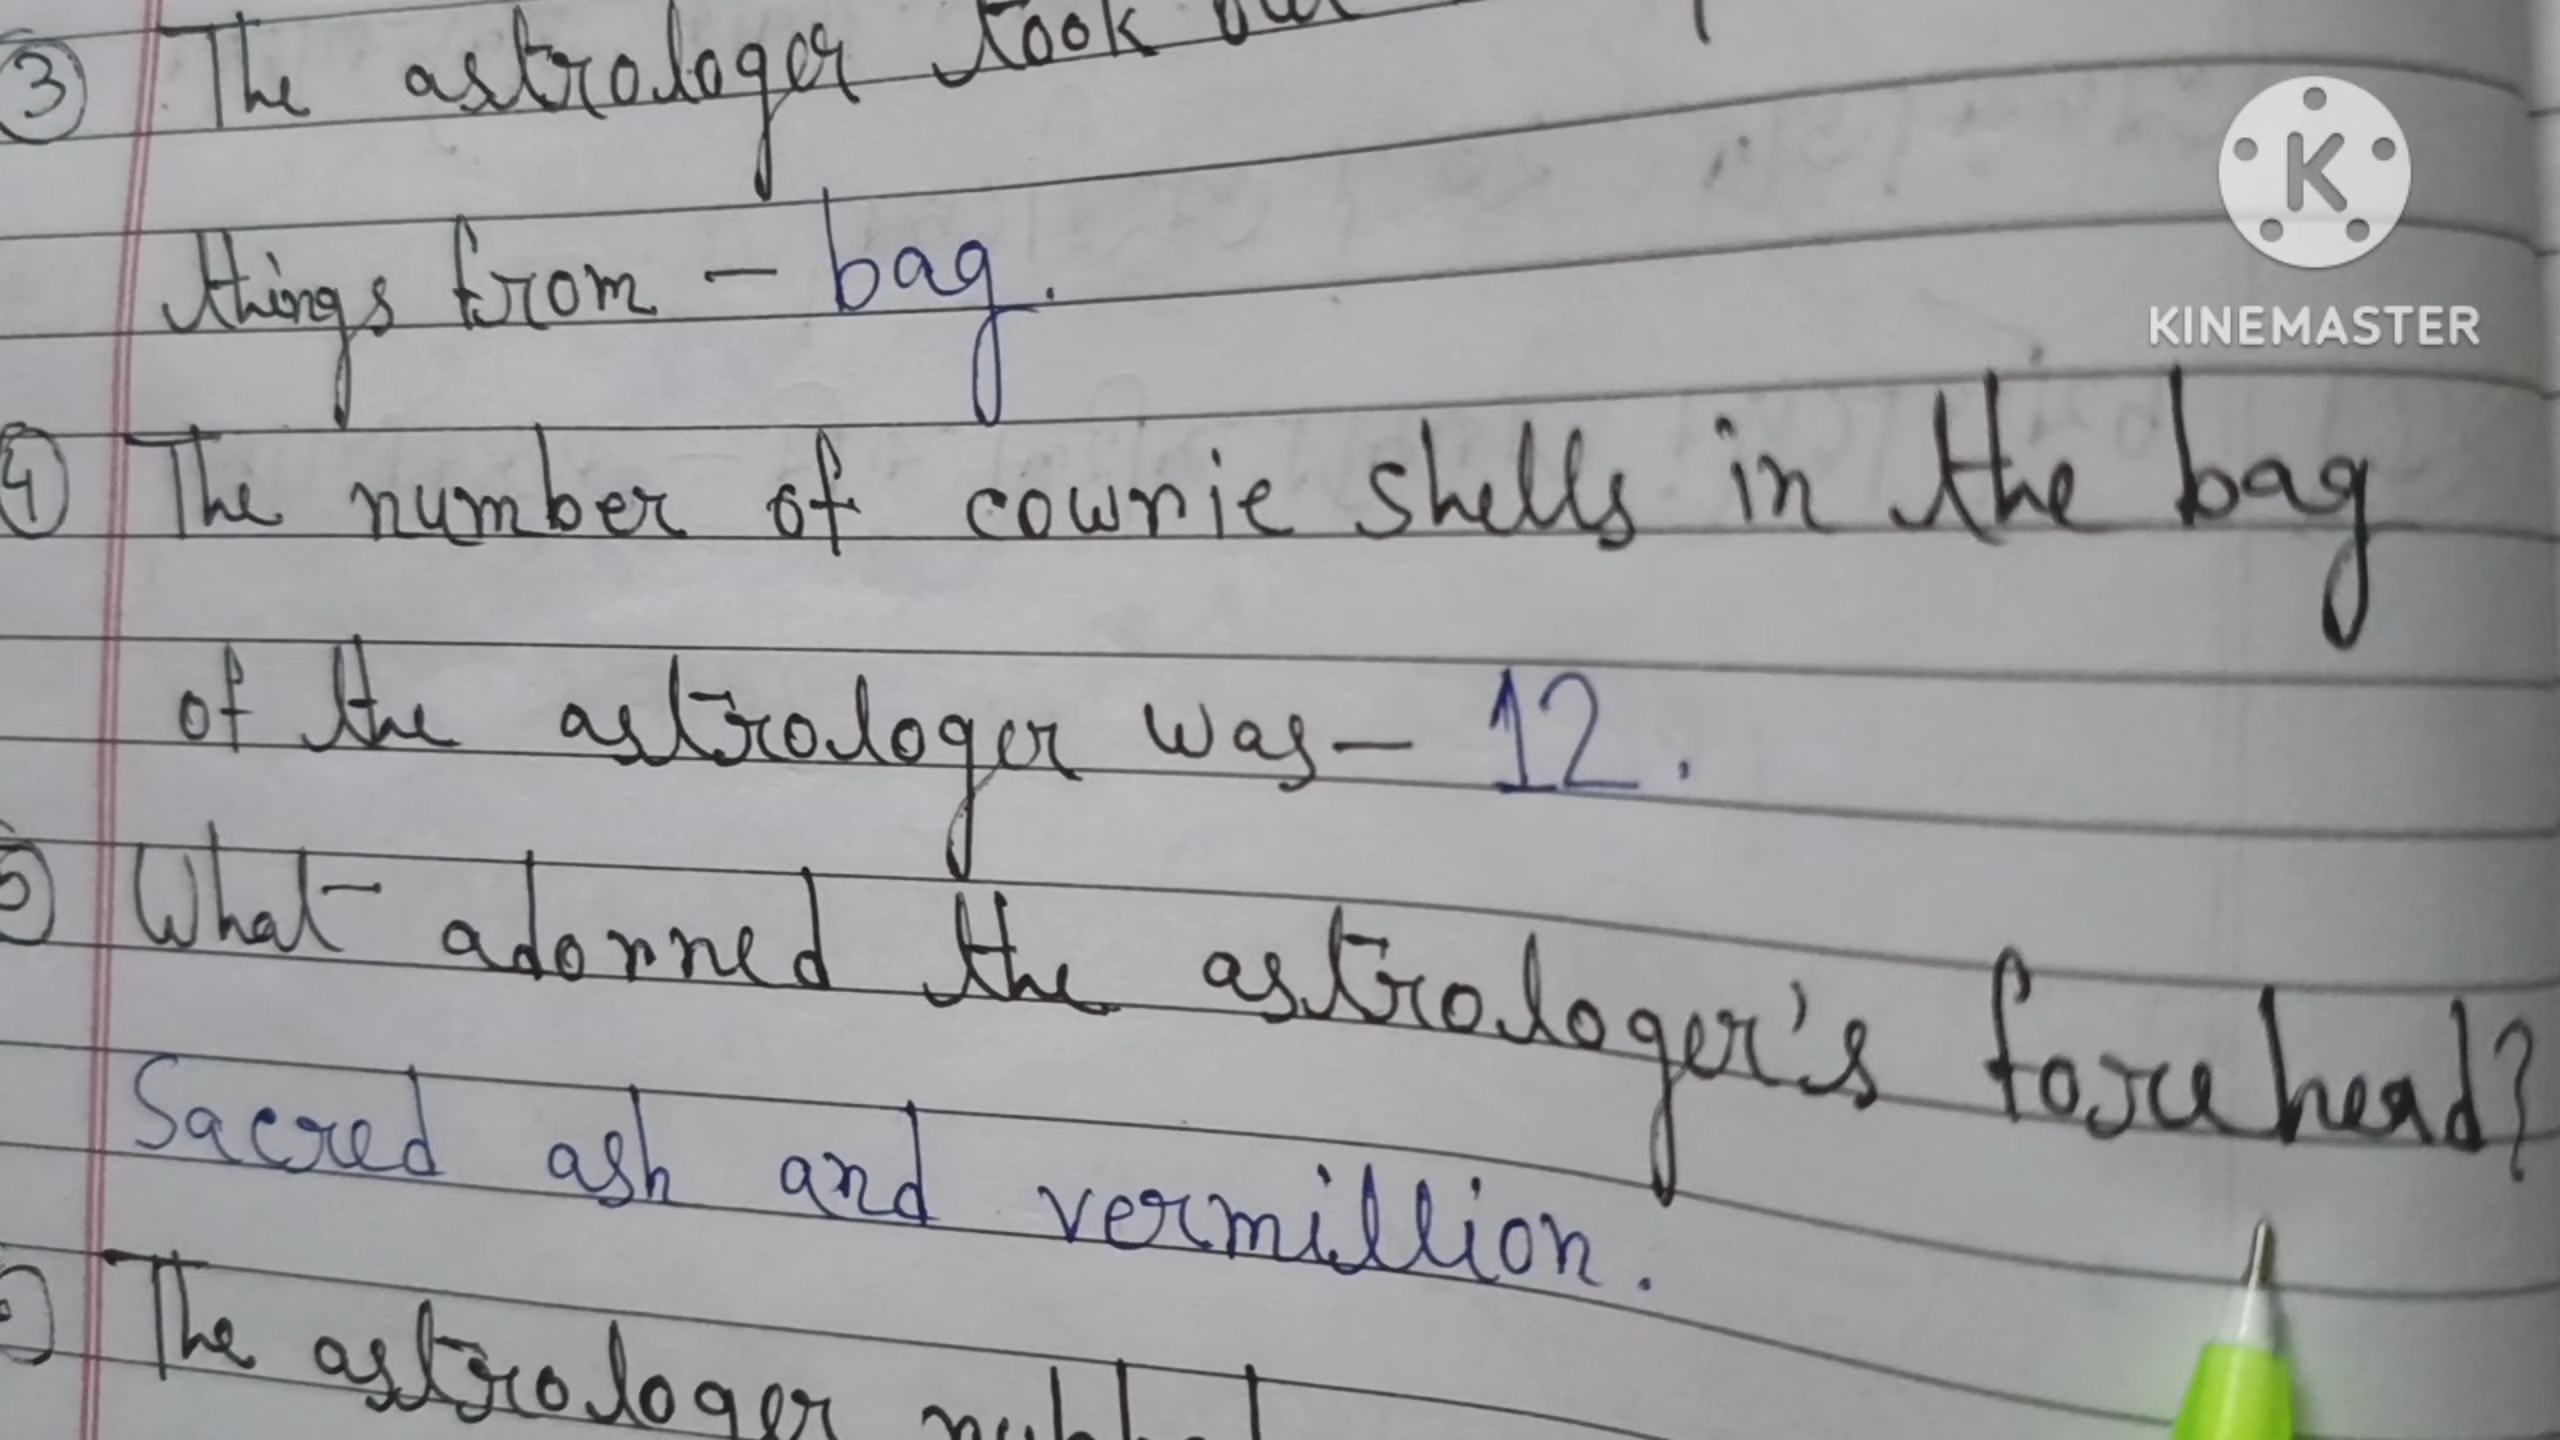 ③ The astrologer took out
things from – bag.
④ The number of cowrie shells in the bag
of the astrologer was – 12.
What adorned the astrologer's forehead?
Sacred ash and vermillion.
The astrologer
K
KINEMASTER